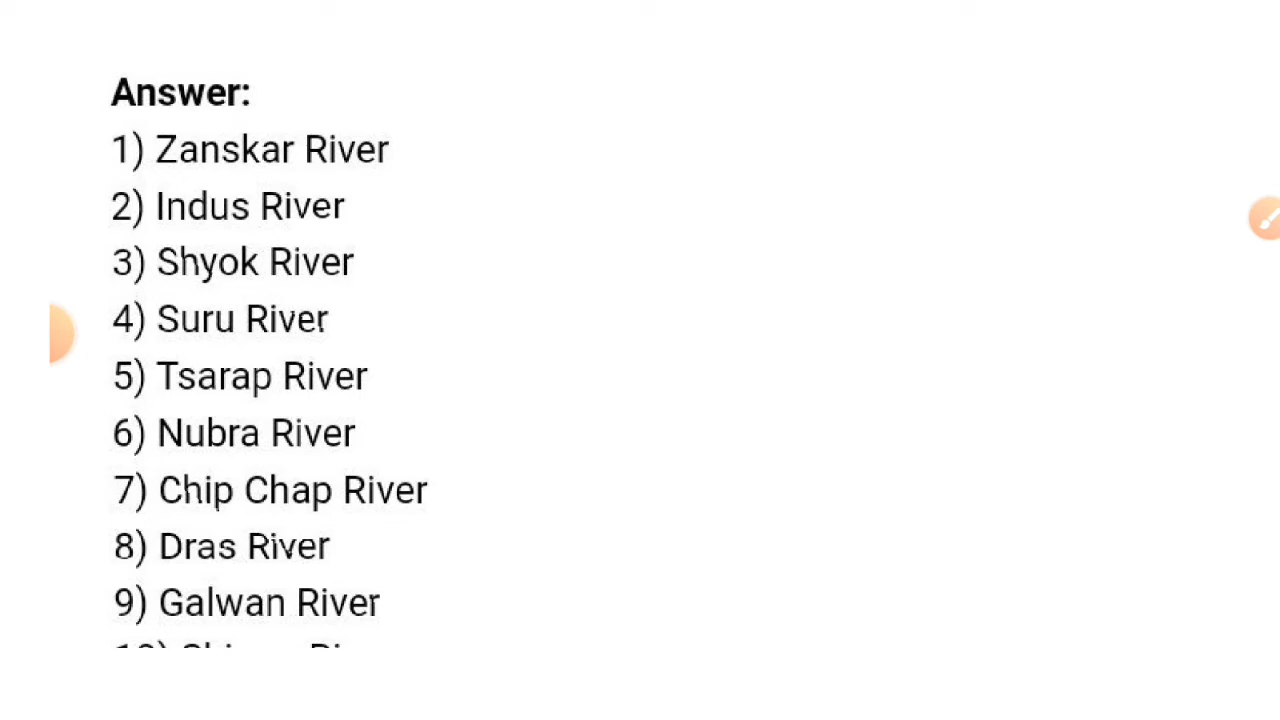 Answer:
1) Zanskar River
2) Indus River
3) Shyok River
4) Suru River
5) Tsarap River
6) Nubra River
7) Chip Chap River
8) Dras River
9) Galwan River
10)